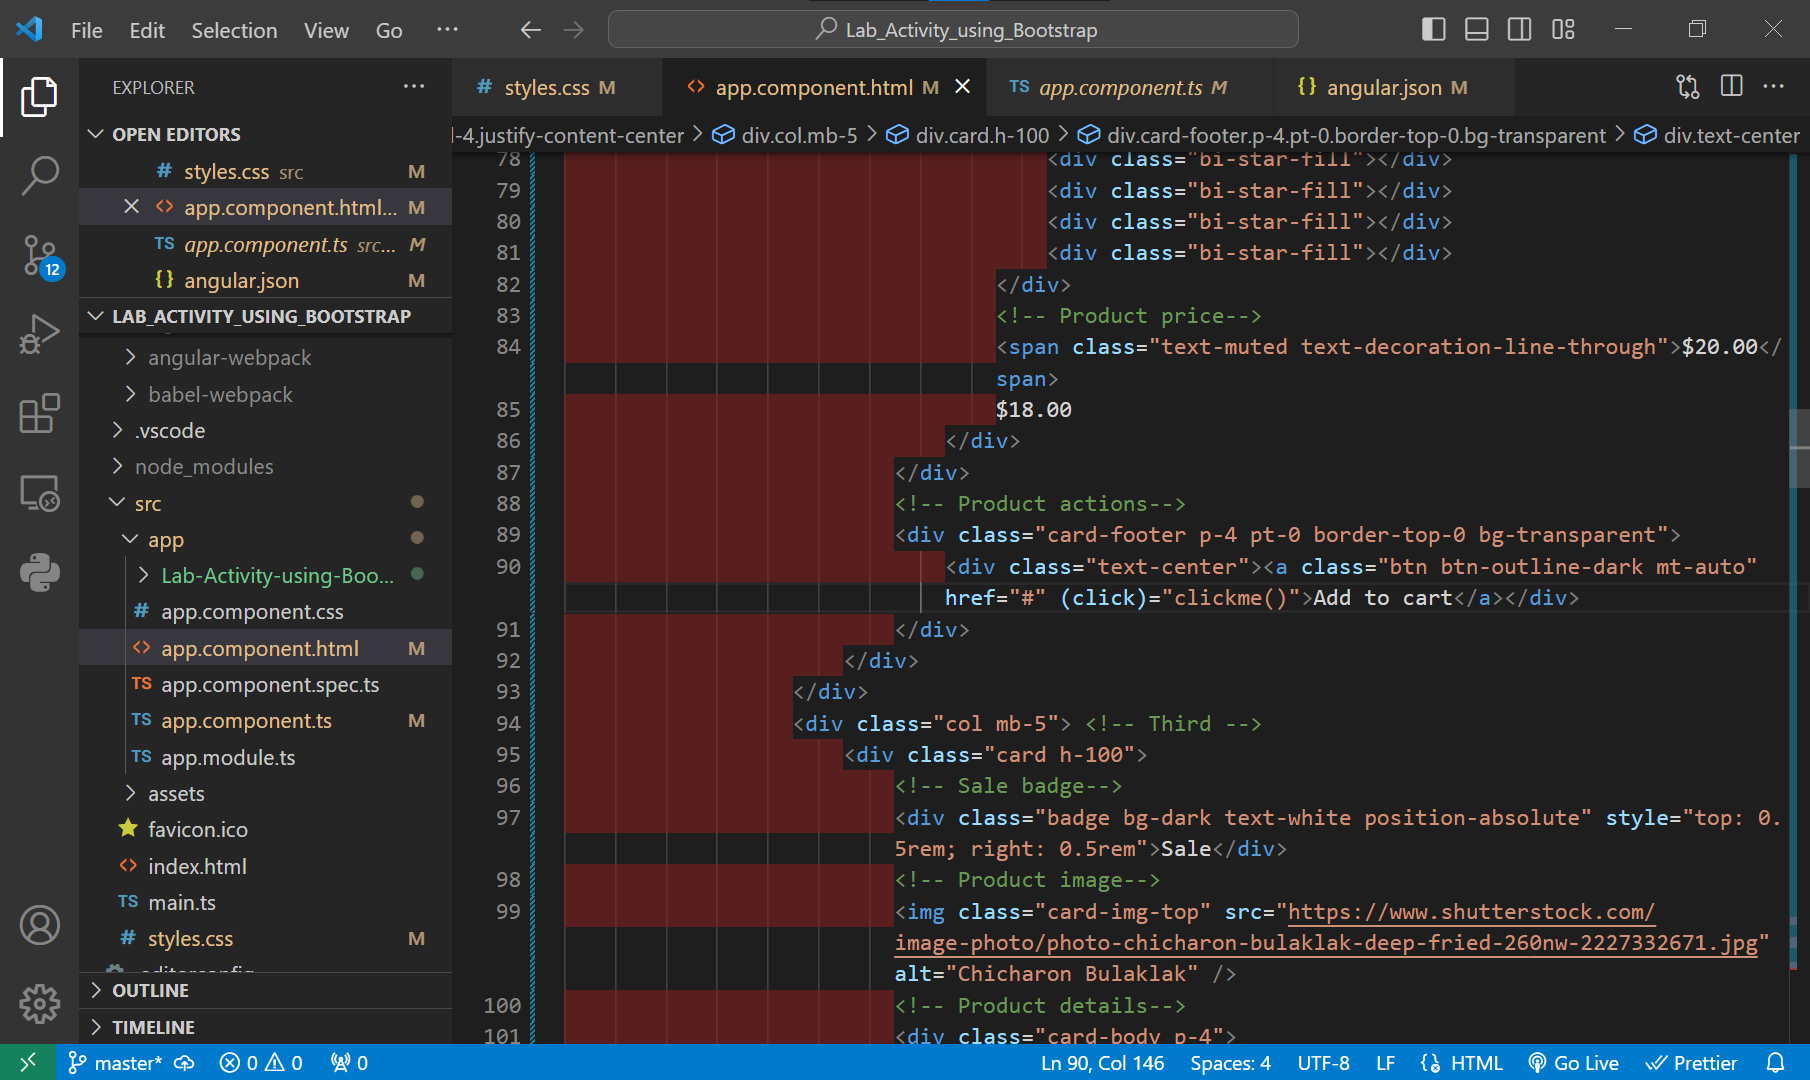 File Edit Selection View Go ··· Lab_Activity_using_Bootstrap
EXPLORER ···
OPEN EDITORS
# styles.css src M
<> app.component.html... M
TS app.component.ts src... M
{} angular.json M
LAB_ACTIVITY_USING_BOOTSTRAP
angular-webpack
babel-webpack
.vscode
node_modules
src
app
Lab-Activity-using-Boo...
# app.component.css
<> app.component.html M
TS app.component.spec.ts
TS app.component.ts M
TS app.module.ts
assets
favicon.ico
<> index.html
TS main.ts
# styles.css M
OUTLINE
TIMELINE
12
# styles.css M <> app.component.html M TS app.component.ts M {} angular.json M
l-4.justify-content-center > div.col.mb-5 > div.card.h-100 > div.card-footer.p-4.pt-0.border-top-0.bg-transparent > div.text-center
78 <div class="bi-star-fill"></div>
79 <div class="bi-star-fill"></div>
80 <div class="bi-star-fill"></div>
81 <div class="bi-star-fill"></div>
82 </div>
83 <!-- Product price-->
84 <span class="text-muted text-decoration-line-through">$20.00</
span>
85 $18.00
86 </div>
87 </div>
88 <!-- Product actions-->
89 <div class="card-footer p-4 pt-0 border-top-0 bg-transparent">
90 <div class="text-center"><a class="btn btn-outline-dark mt-auto"
href="#" (click)="clickme()">Add to cart</a></div>
91 </div>
92 </div>
93 </div>
94 <div class="col mb-5"> <!-- Third -->
95 <div class="card h-100">
96 <!-- Sale badge-->
97 <div class="badge bg-dark text-white position-absolute" style="top: 0.
5rem; right: 0.5rem">Sale</div>
98 <!-- Product image-->
99 <img class="card-img-top" src="https://www.shutterstock.com/
image-photo/photo-chicharon-bulaklak-deep-fried-260nw-2227332671.jpg"
alt="Chicharon Bulaklak" />
100 <!-- Product details-->
101 <div class="card-body p-4">
master* 0 0 0 Ln 90, Col 146 Spaces: 4 UTF-8 LF HTML Go Live Prettier